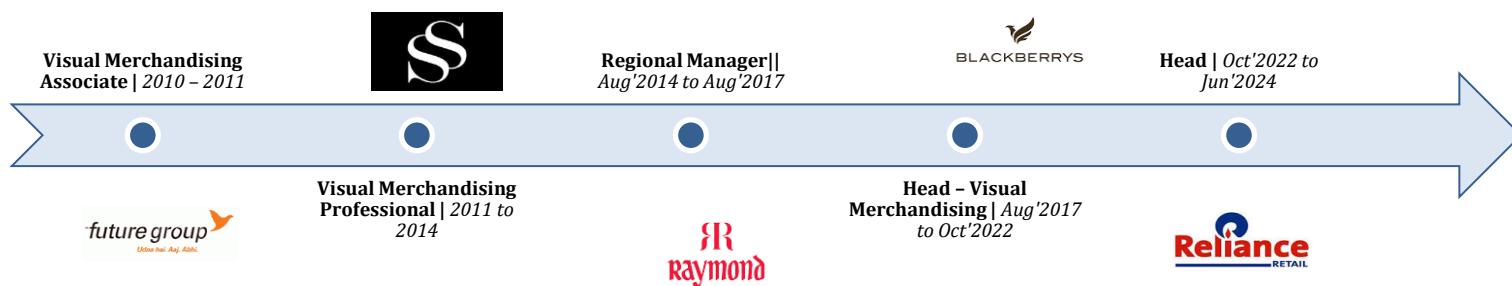 Visual Merchandising
Associate | 2010 – 2011
future group
Udne hai. Aaj. Abhi.
SS
Visual Merchandising
Professional | 2011 to
2014
Regional Manager||
Aug'2014 to Aug'2017
Raymond
BLACKBERRYS
Head – Visual
Merchandising | Aug'2017
to Oct'2022
Head | Oct'2022 to
Jun'2024
Reliance
RETAIL